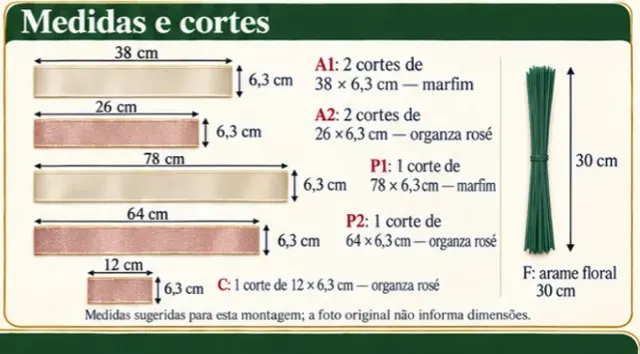 Medidas e cortes
38 cm
6,3 cm
A1: 2 cortes de
38 × 6,3 cm — marfim
26 cm
6,3 cm
A2: 2 cortes de
26 × 6,3 cm — organza rosé
78 cm
6,3 cm
P1: 1 corte de
78 × 6,3 cm — marfim
64 cm
6,3 cm
P2: 1 corte de
64 × 6,3 cm — organza rosé
12 cm
6,3 cm
C: 1 corte de 12 × 6,3 cm — organza rosé
30 cm
F: arame floral
30 cm
Medidas sugeridas para esta montagem; a foto original não informa dimensões.